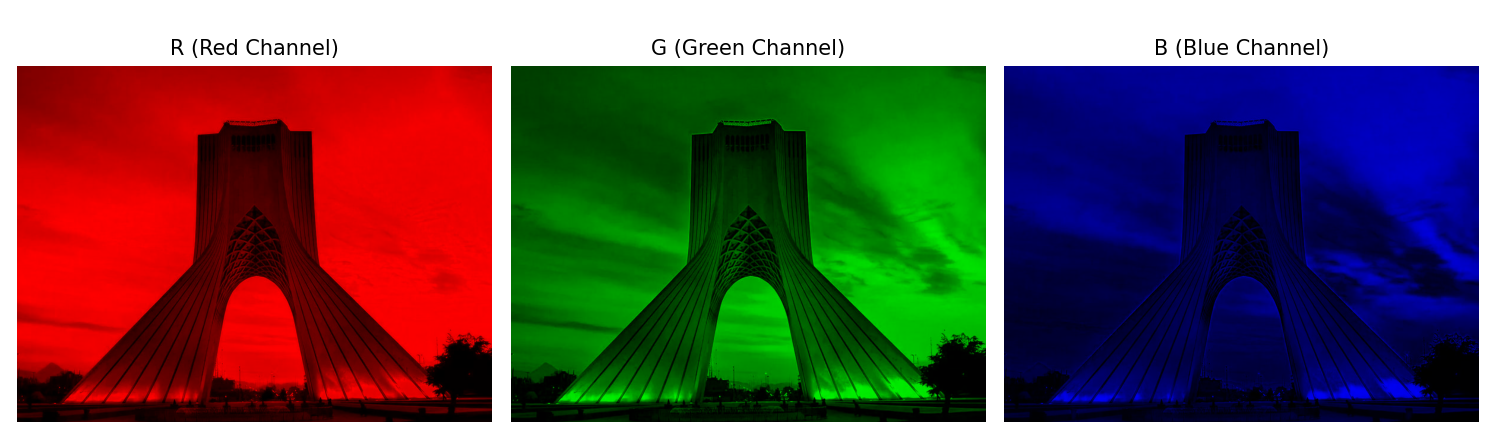 R (Red Channel)
G (Green Channel)
B (Blue Channel)